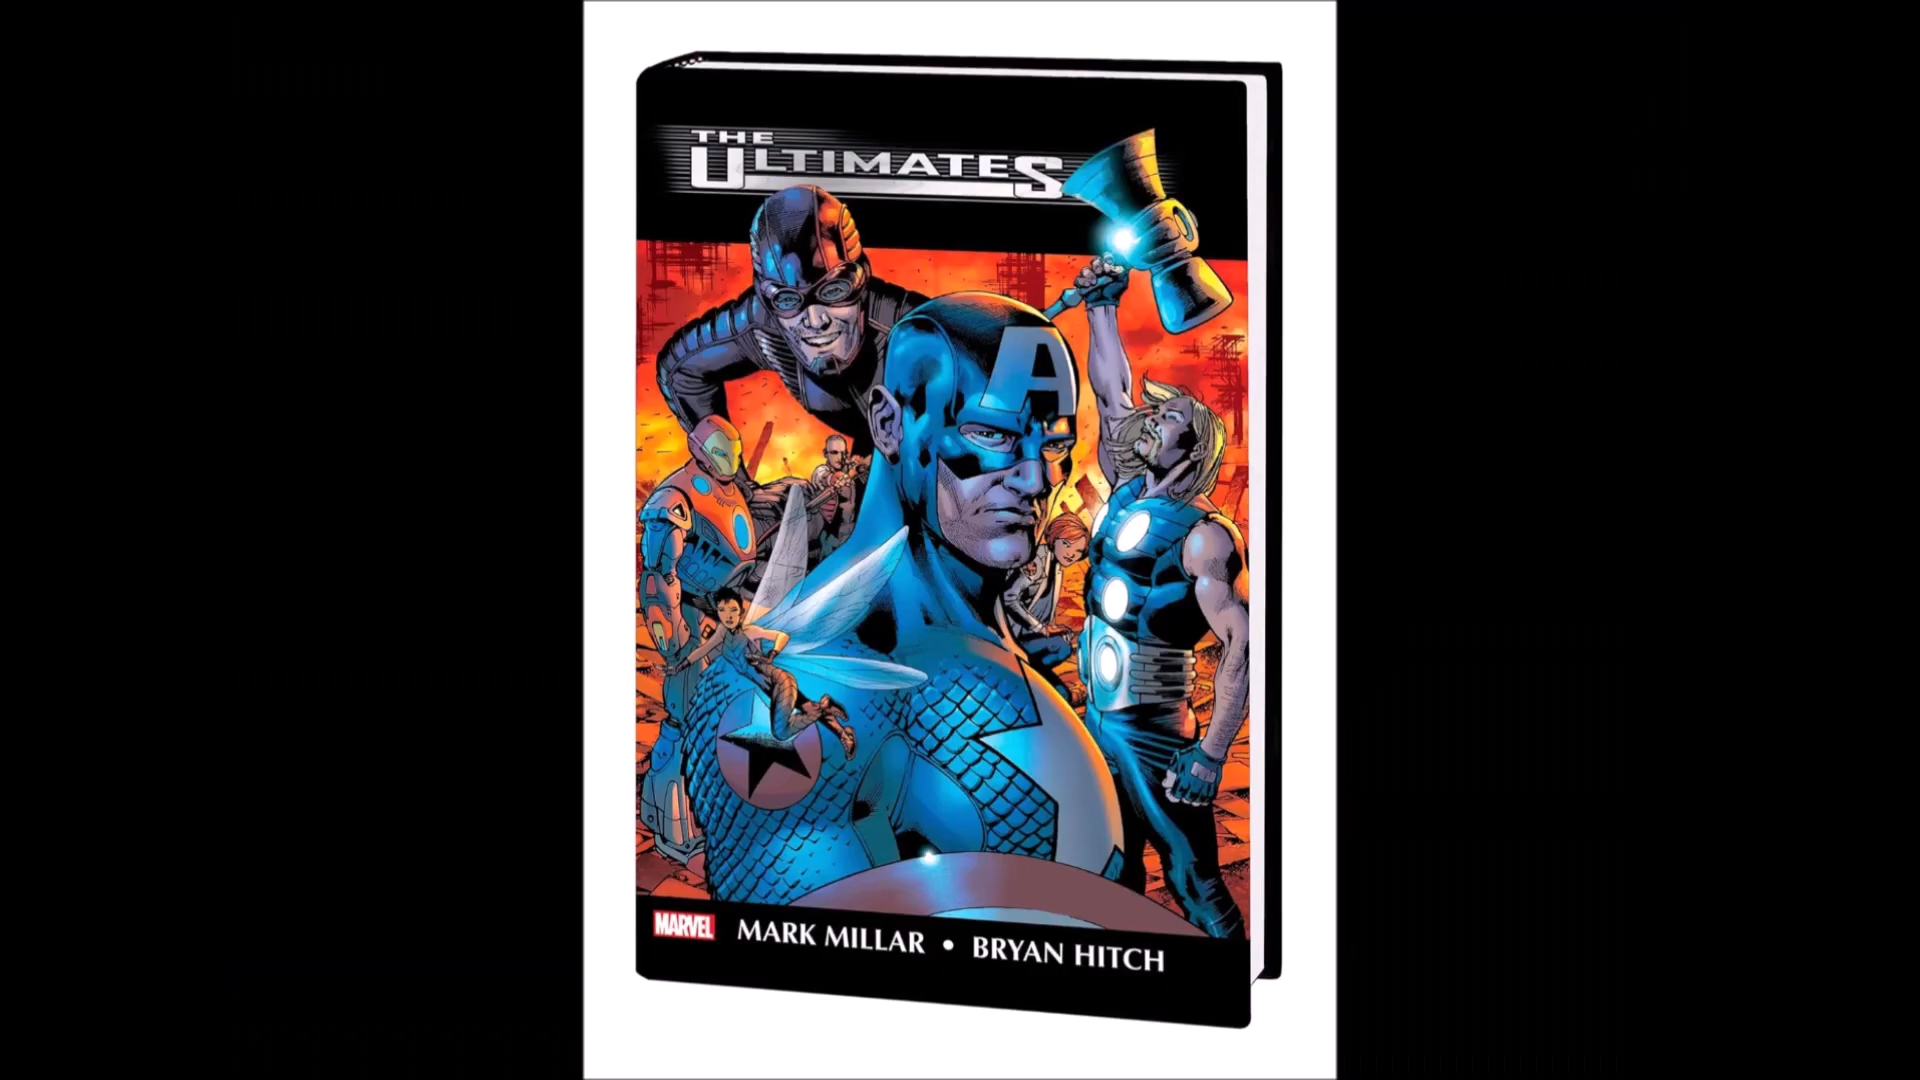 THE
ULTIMATES
A
MARVEL
MARK MILLAR • BRYAN HITCH